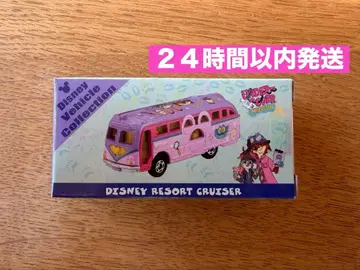 ２４時間以内発送
Disney
Vehicle
Collection
DISNEY RESORT CRUISER